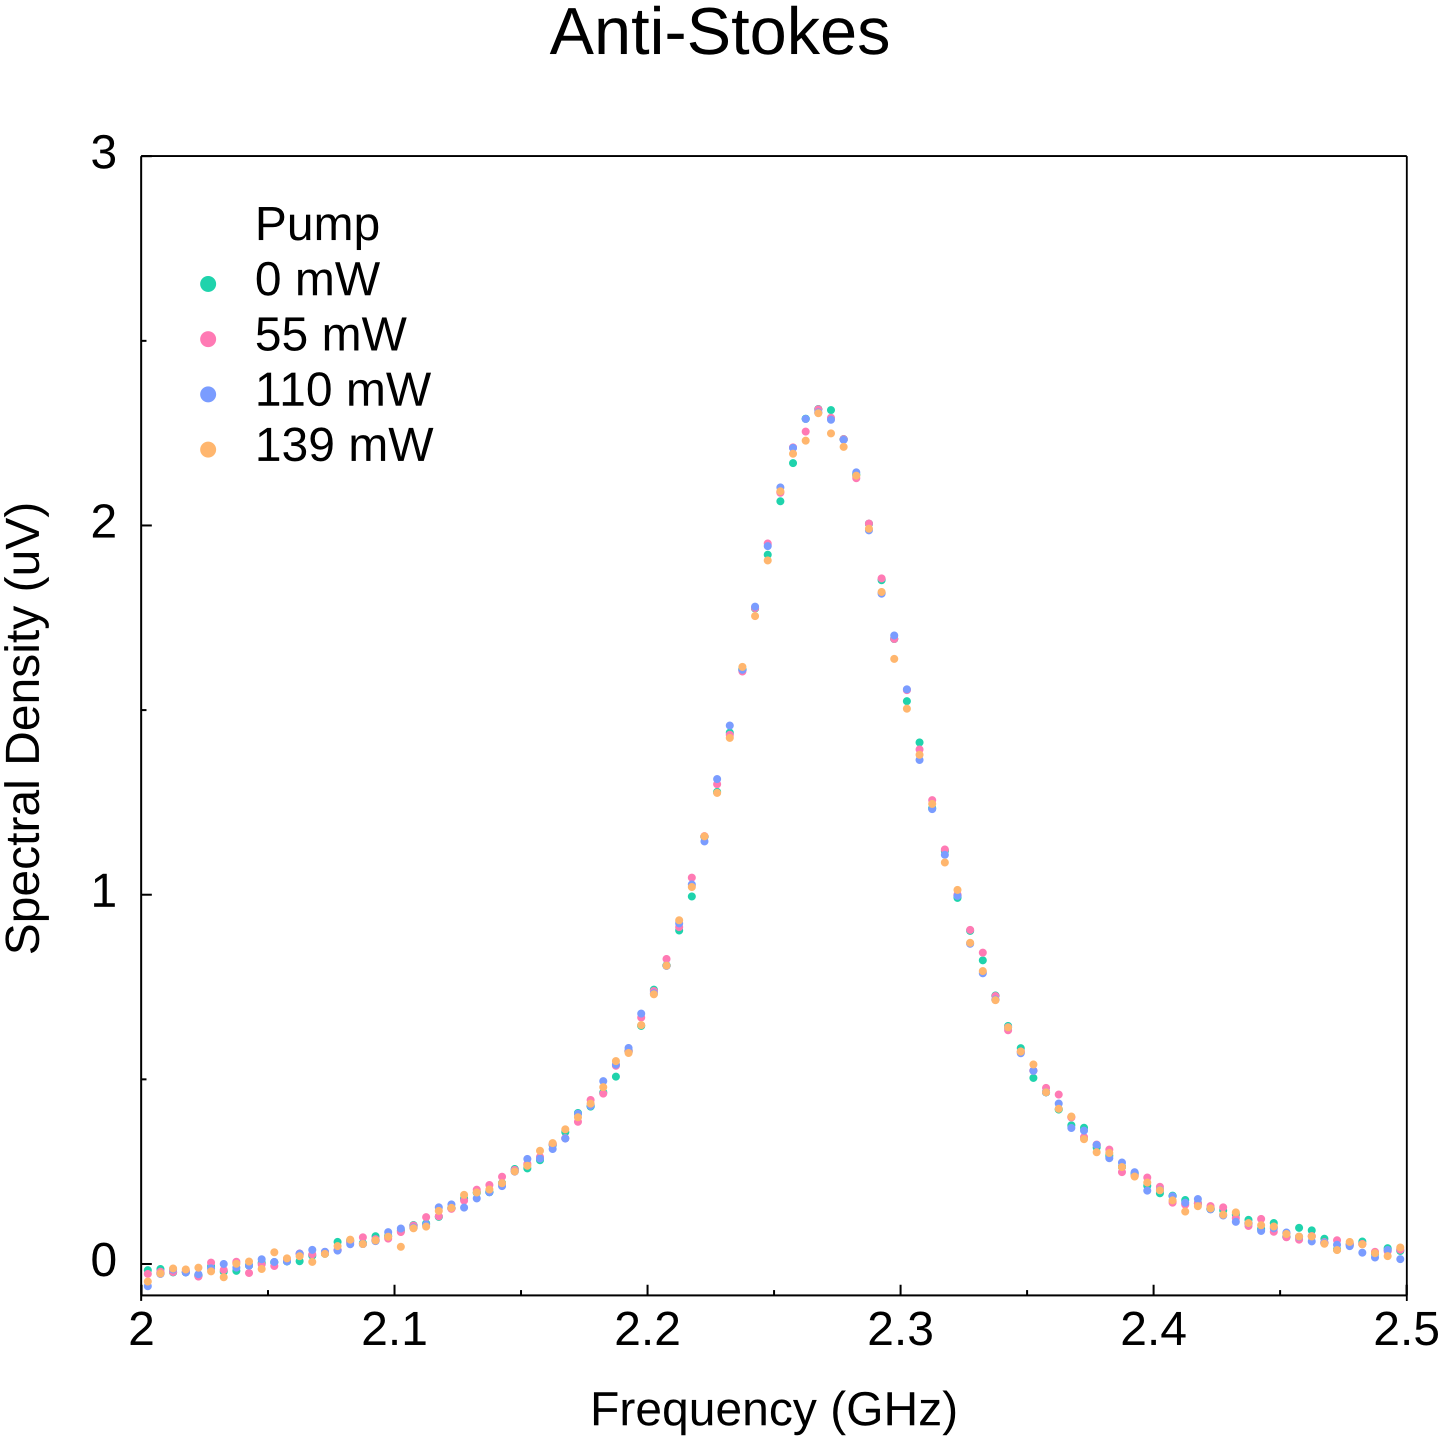 Anti-Stokes
3
Pump
0 mW
55 mW
110 mW
139 mW
2
Spectral Density (uV)
1
0
2 2.1 2.2 2.3 2.4 2.5
Frequency (GHz)